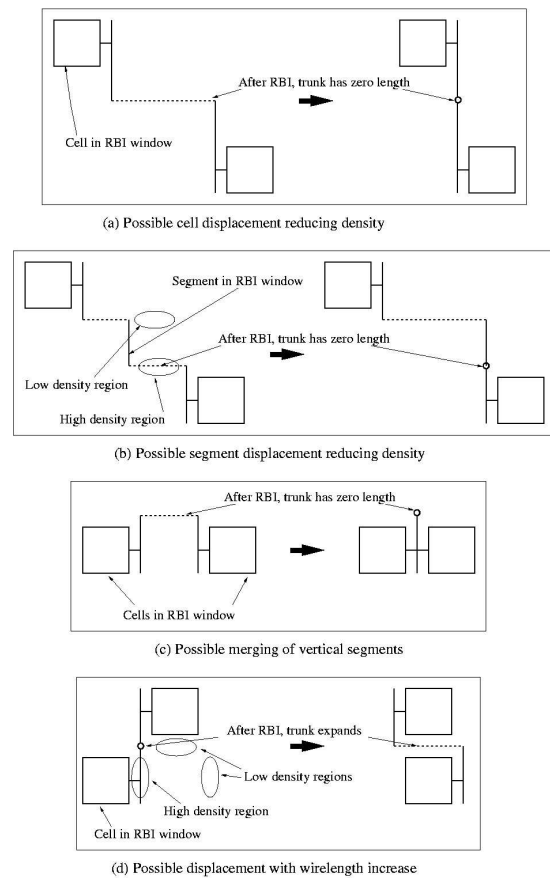 After RBI, trunk has zero length
Cell in RBI window
(a) Possible cell displacement reducing density
Segment in RBI window
After RBI, trunk has zero length
Low density region
High density region
(b) Possible segment displacement reducing density
After RBI, trunk has zero length
Cells in RBI window
(c) Possible merging of vertical segments
After RBI, trunk expands
Low density regions
High density region
Cell in RBI window
(d) Possible displacement with wirelength increase